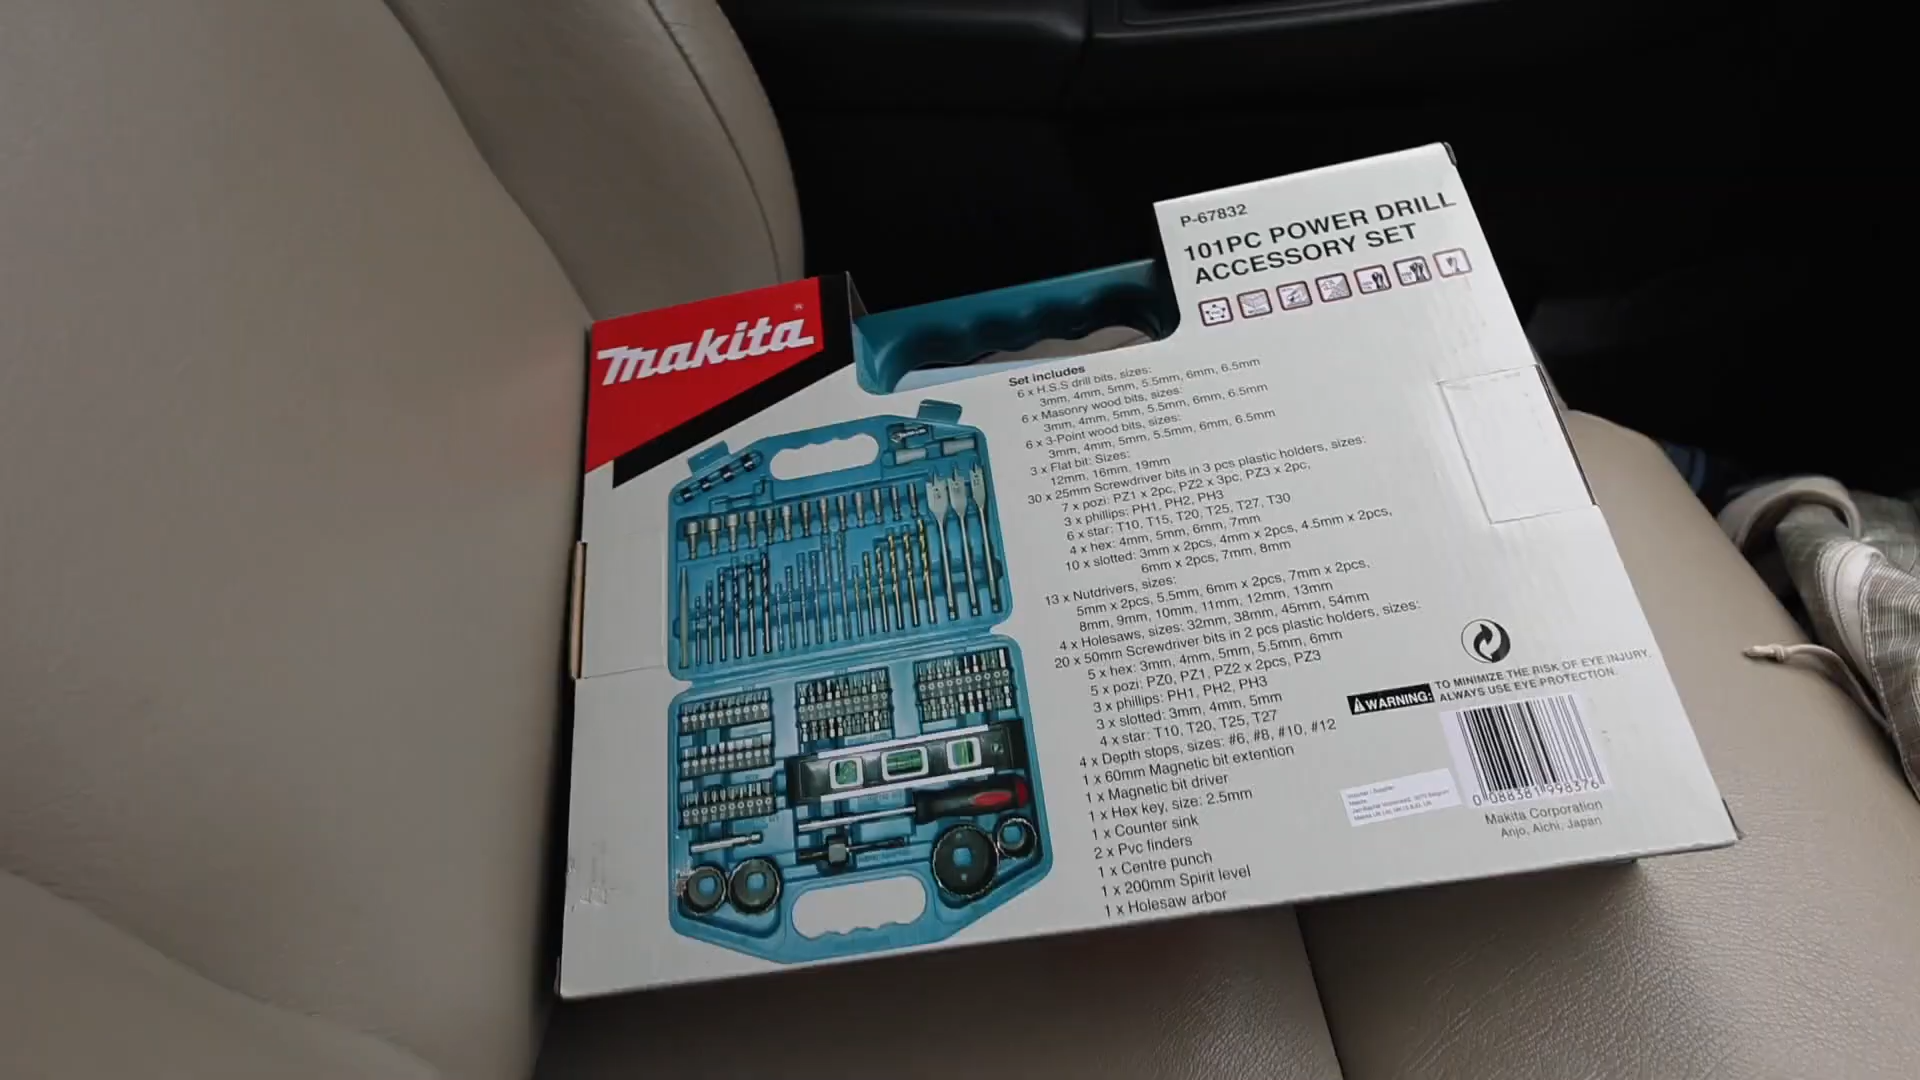 makita
P-67832
101PC POWER DRILL
ACCESSORY SET
Set includes
6 x H.S.S drill bits, sizes:
3mm, 4mm, 5mm, 5.5mm, 6mm, 6.5mm
6 x Masonry wood bits, sizes:
3mm, 4mm, 5mm, 5.5mm, 6mm, 6.5mm
6 x 3-Point wood bits, sizes:
3mm, 4mm, 5mm, 5.5mm, 6mm, 6.5mm
3 x Flat bit: Sizes:
12mm, 16mm, 19mm
30 x 25mm Screwdriver bits in 3 pcs plastic holders, sizes:
7 x pozi: PZ1 x 2pc, PZ2 x 3pc, PZ3 x 2pc,
3 x phillips: PH1, PH2, PH3
6 x star: T10, T15, T20, T25, T27, T30
4 x hex: 4mm, 5mm, 6mm, 7mm
10 x slotted: 3mm x 2pcs, 4mm x 2pcs, 4.5mm x 2pcs,
6mm x 2pcs, 7mm, 8mm
13 x Nutdrivers, sizes:
5mm x 2pcs, 5.5mm, 6mm x 2pcs, 7mm x 2pcs,
8mm, 9mm, 10mm, 11mm, 12mm, 13mm
4 x Holesaws, sizes: 32mm, 38mm, 45mm, 54mm
20 x 50mm Screwdriver bits in 2 pcs plastic holders, sizes:
5 x hex: 3mm, 4mm, 5mm, 5.5mm, 6mm
5 x pozi: PZ0, PZ1, PZ2 x 2pcs, PZ3
3 x phillips: PH1, PH2, PH3
3 x slotted: 3mm, 4mm, 5mm
4 x star: T10, T20, T25, T27
4 x Depth stops, sizes: #6, #8, #10, #12
1 x 60mm Magnetic bit extention
1 x Magnetic bit driver
1 x Hex key, size: 2.5mm
1 x Counter sink
2 x Pvc finders
1 x Centre punch
1 x 200mm Spirit level
1 x Holesaw arbor
WARNING: TO MINIMIZE THE RISK OF EYE INJURY,
ALWAYS USE EYE PROTECTION.
0 088381 998376
Makita Corporation
Anjo, Aichi, Japan